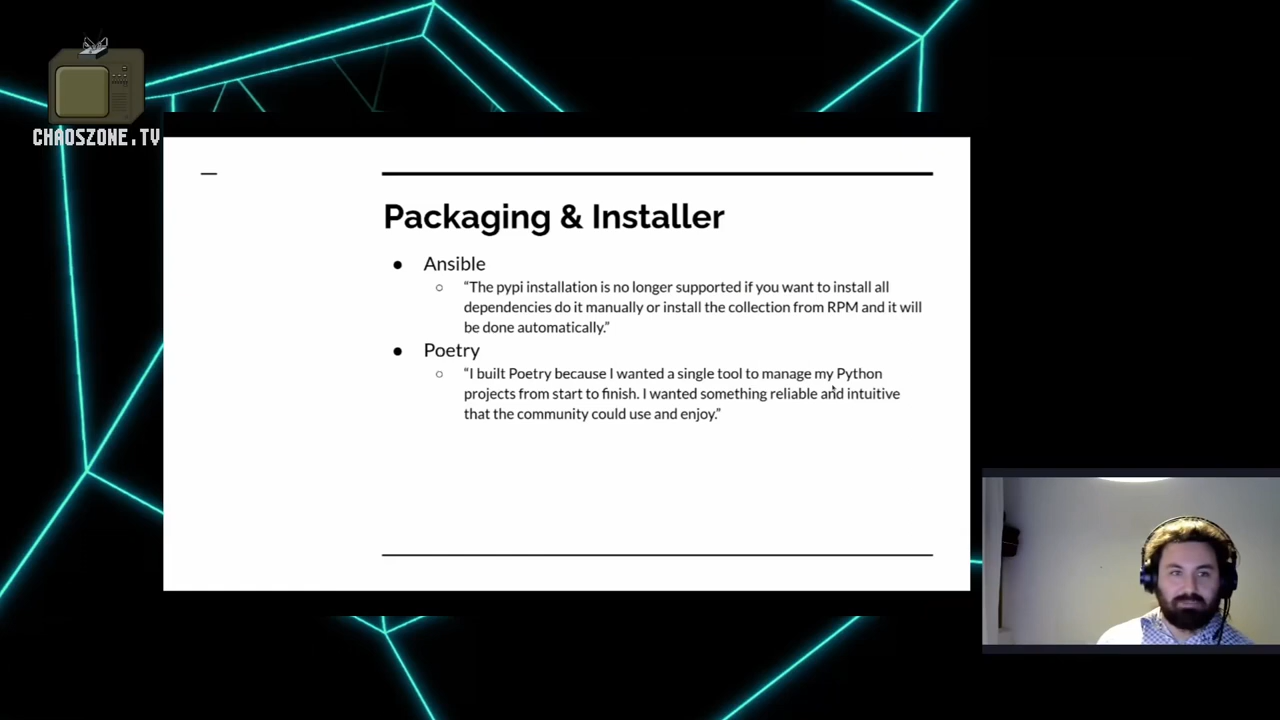 CHAOSZONE.TV
Packaging & Installer
● Ansible
○ “The pypi installation is no longer supported if you want to install all
dependencies do it manually or install the collection from RPM and it will
be done automatically.”
● Poetry
○ “I built Poetry because I wanted a single tool to manage my Python
projects from start to finish. I wanted something reliable and intuitive
that the community could use and enjoy.”